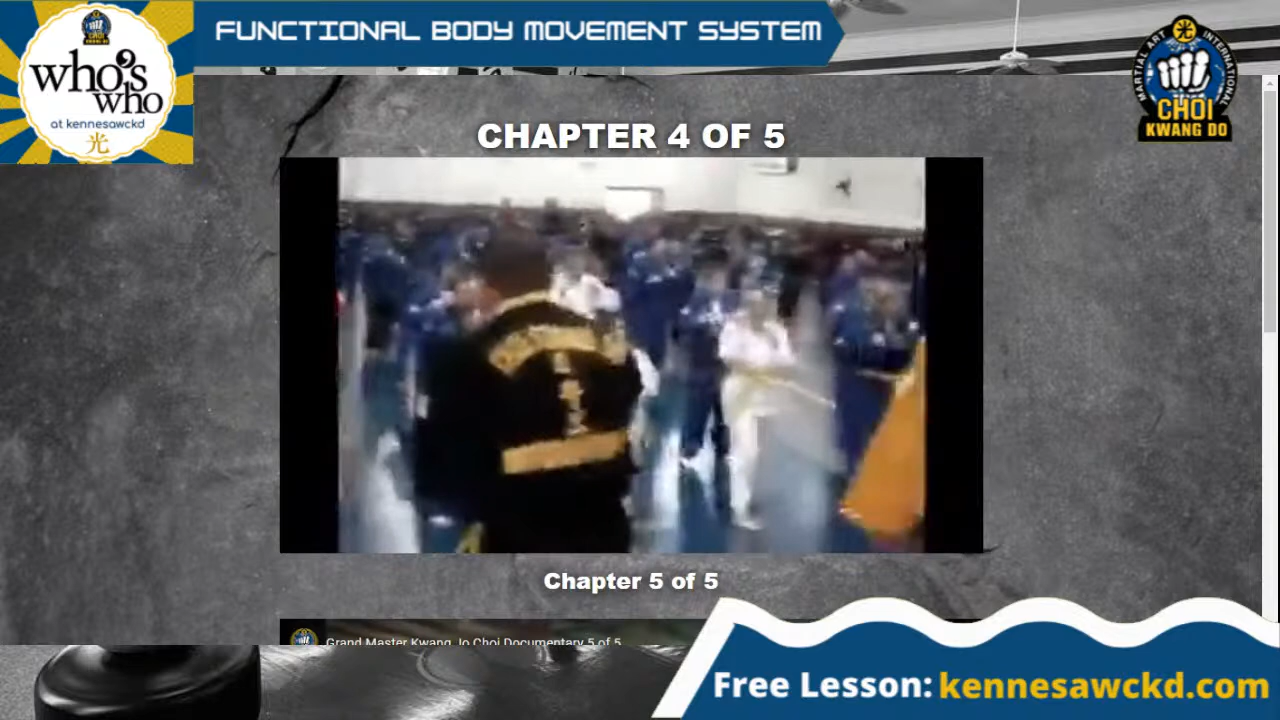 FUNCTIONAL BODY MOVEMENT SYSTEM
who's
who
at kennesawckd
光
MARTIAL ART INTERNATIONAL
光
CHOI
KWANG DO
CHAPTER 4 OF 5
Chapter 5 of 5
Grand Master Kwang Jo Choi Documentary 5 of 5
Free Lesson: kennesawckd.com